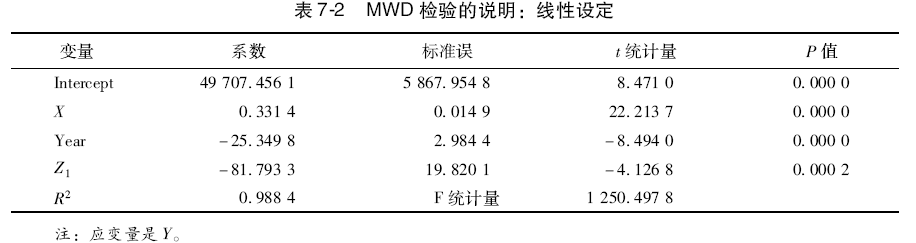 表 7-2 MWD 检验的说明：线性设定
变量 系数 标准误 t 统计量 P 值
Intercept 49 707.456 1 5 867.954 8 8.471 0 0.000 0
X 0.331 4 0.014 9 22.213 7 0.000 0
Year −25.349 8 2.984 4 −8.494 0 0.000 0
Z₁ −81.793 3 19.820 1 −4.126 8 0.000 2
R² 0.988 4 F 统计量 1 250.497 8
注：应变量是 Y。